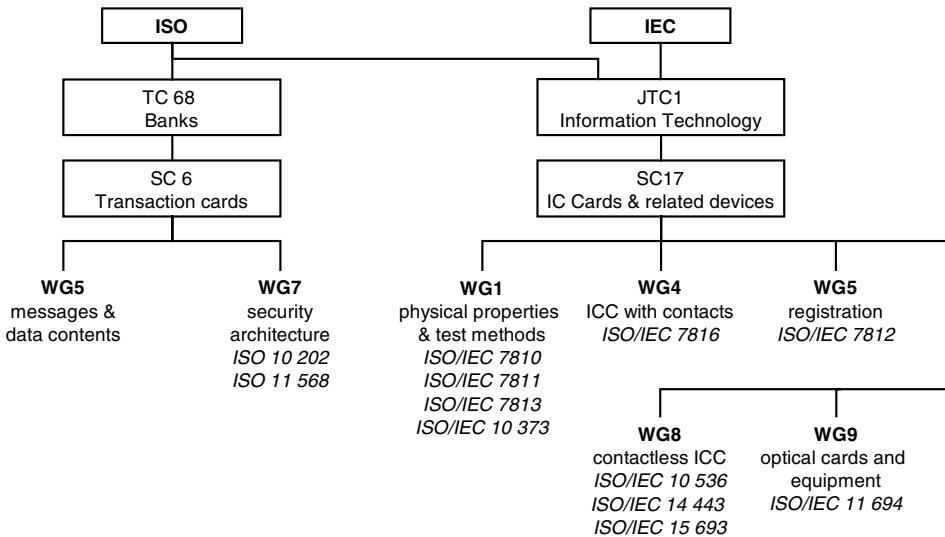 ISO
IEC
TC 68
Banks
JTC1
Information Technology
SC 6
Transaction cards
SC17
IC Cards & related devices
WG5
messages &
data contents
WG7
security
architecture
ISO 10 202
ISO 11 568
WG1
physical properties
& test methods
ISO/IEC 7810
ISO/IEC 7811
ISO/IEC 7813
ISO/IEC 10 373
WG4
ICC with contacts
ISO/IEC 7816
WG5
registration
ISO/IEC 7812
WG8
contactless ICC
ISO/IEC 10 536
ISO/IEC 14 443
ISO/IEC 15 693
WG9
optical cards and
equipment
ISO/IEC 11 694